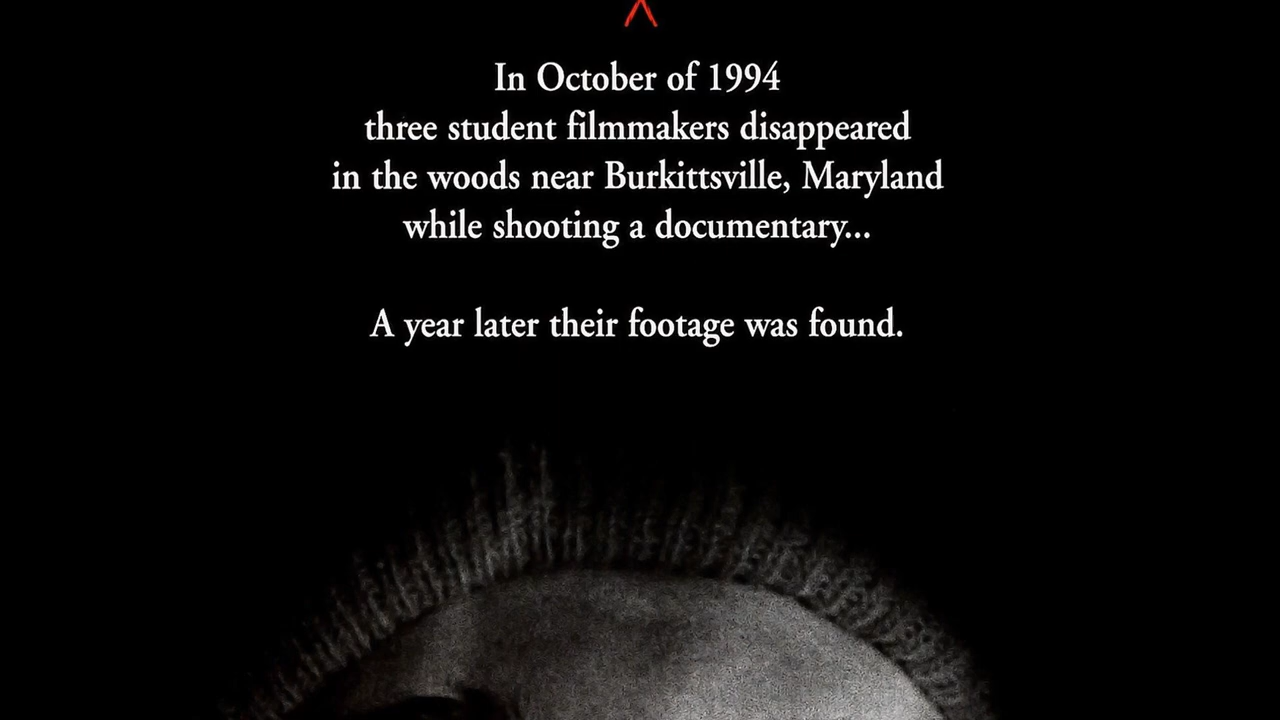 In October of 1994
three student filmmakers disappeared
in the woods near Burkittsville, Maryland
while shooting a documentary...
A year later their footage was found.